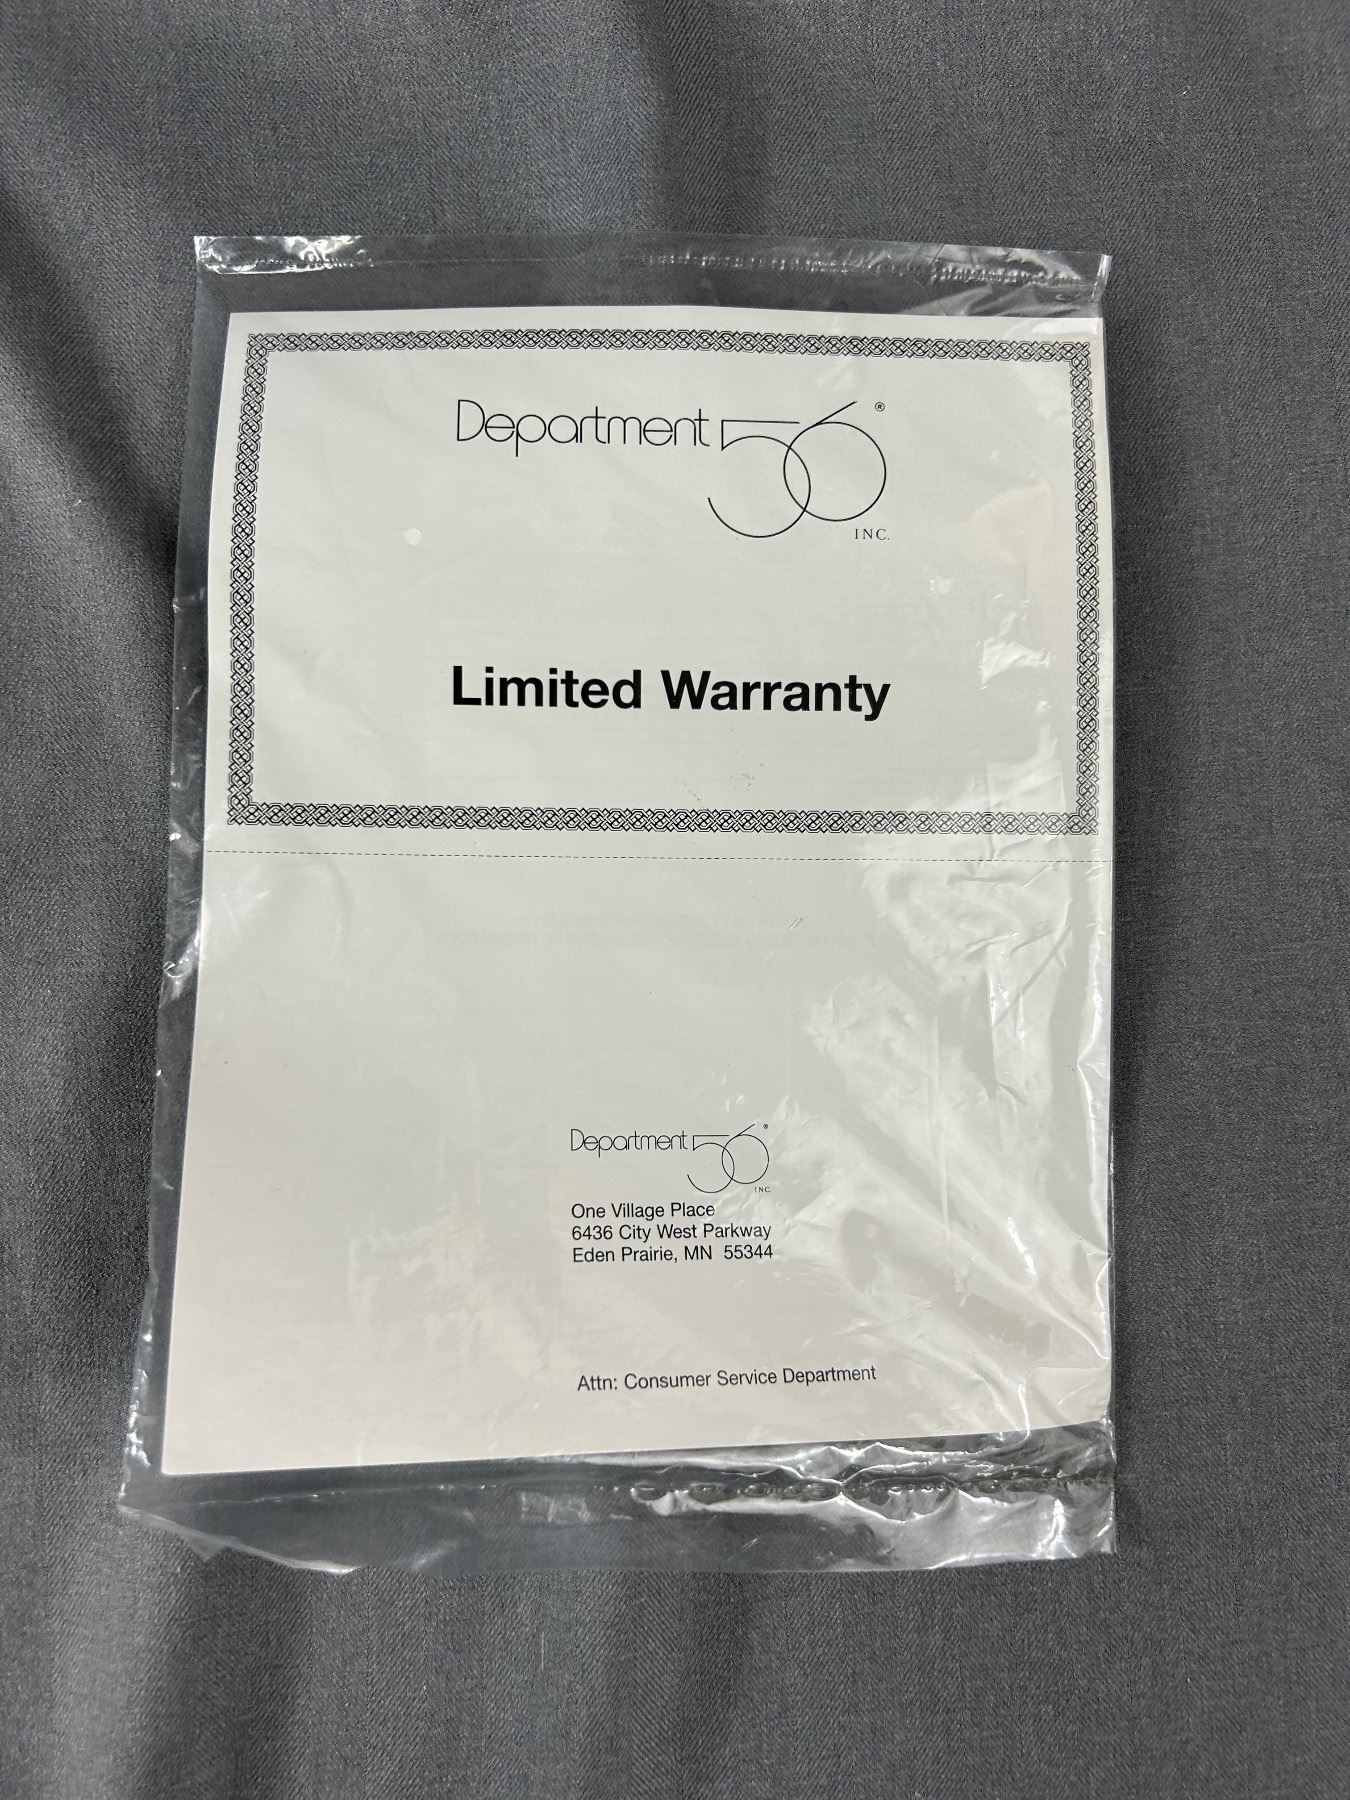 Department 56 ®
INC.
Limited Warranty
Department 56 ®
INC.
One Village Place
6436 City West Parkway
Eden Prairie, MN 55344
Attn: Consumer Service Department